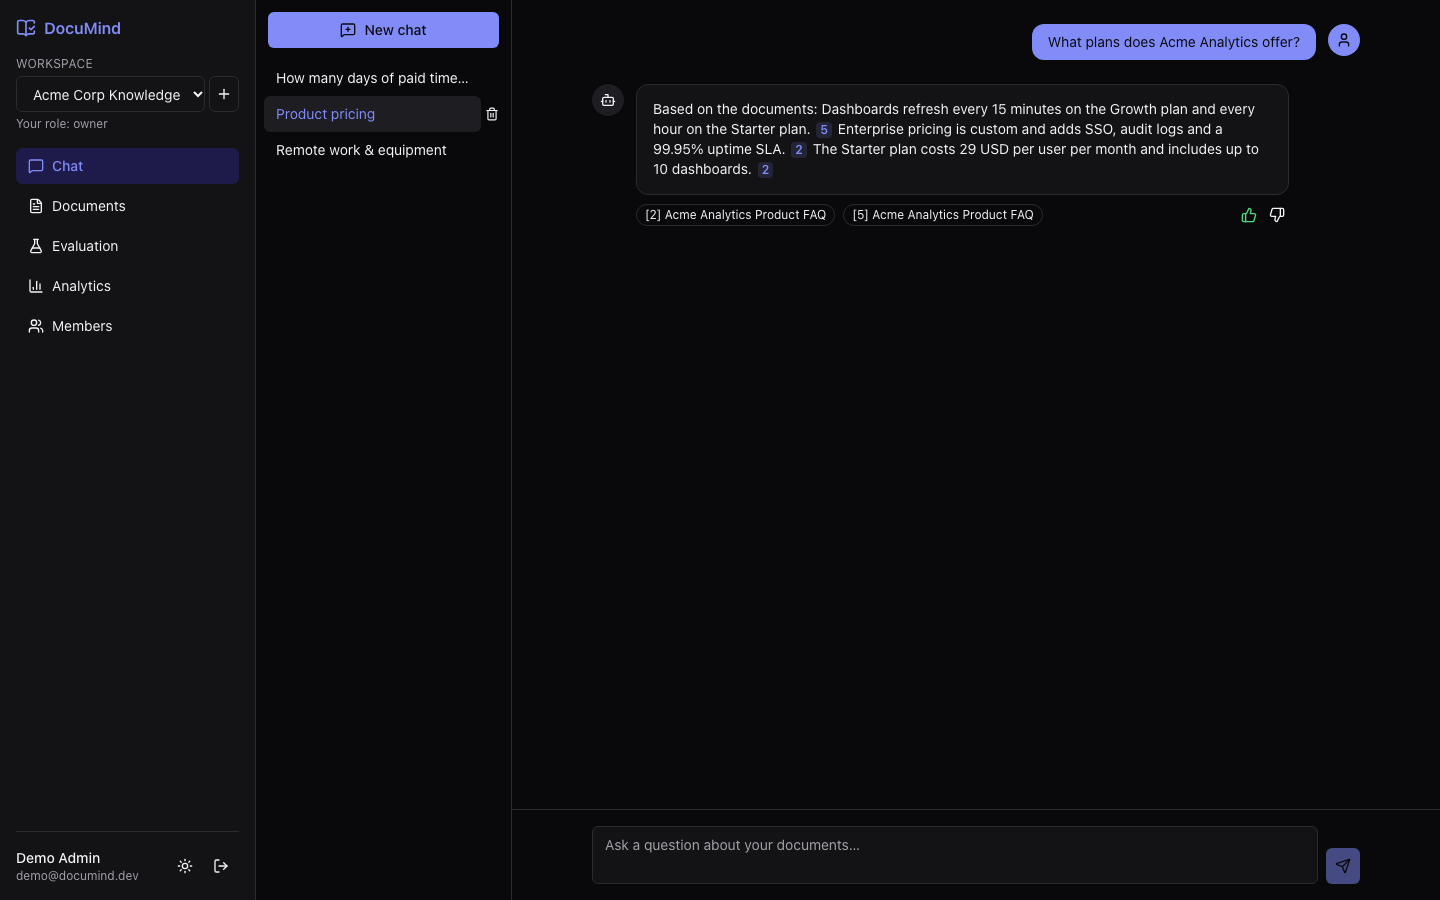 DocuMind
WORKSPACE
Acme Corp Knowledge
Your role: owner
Chat
Documents
Evaluation
Analytics
Members
Demo Admin
demo@documind.dev
New chat
How many days of paid time...
Product pricing
Remote work & equipment
What plans does Acme Analytics offer?
Based on the documents: Dashboards refresh every 15 minutes on the Growth plan and every
hour on the Starter plan. 5 Enterprise pricing is custom and adds SSO, audit logs and a
99.95% uptime SLA. 2 The Starter plan costs 29 USD per user per month and includes up to
10 dashboards. 2
[2] Acme Analytics Product FAQ
[5] Acme Analytics Product FAQ
Ask a question about your documents...